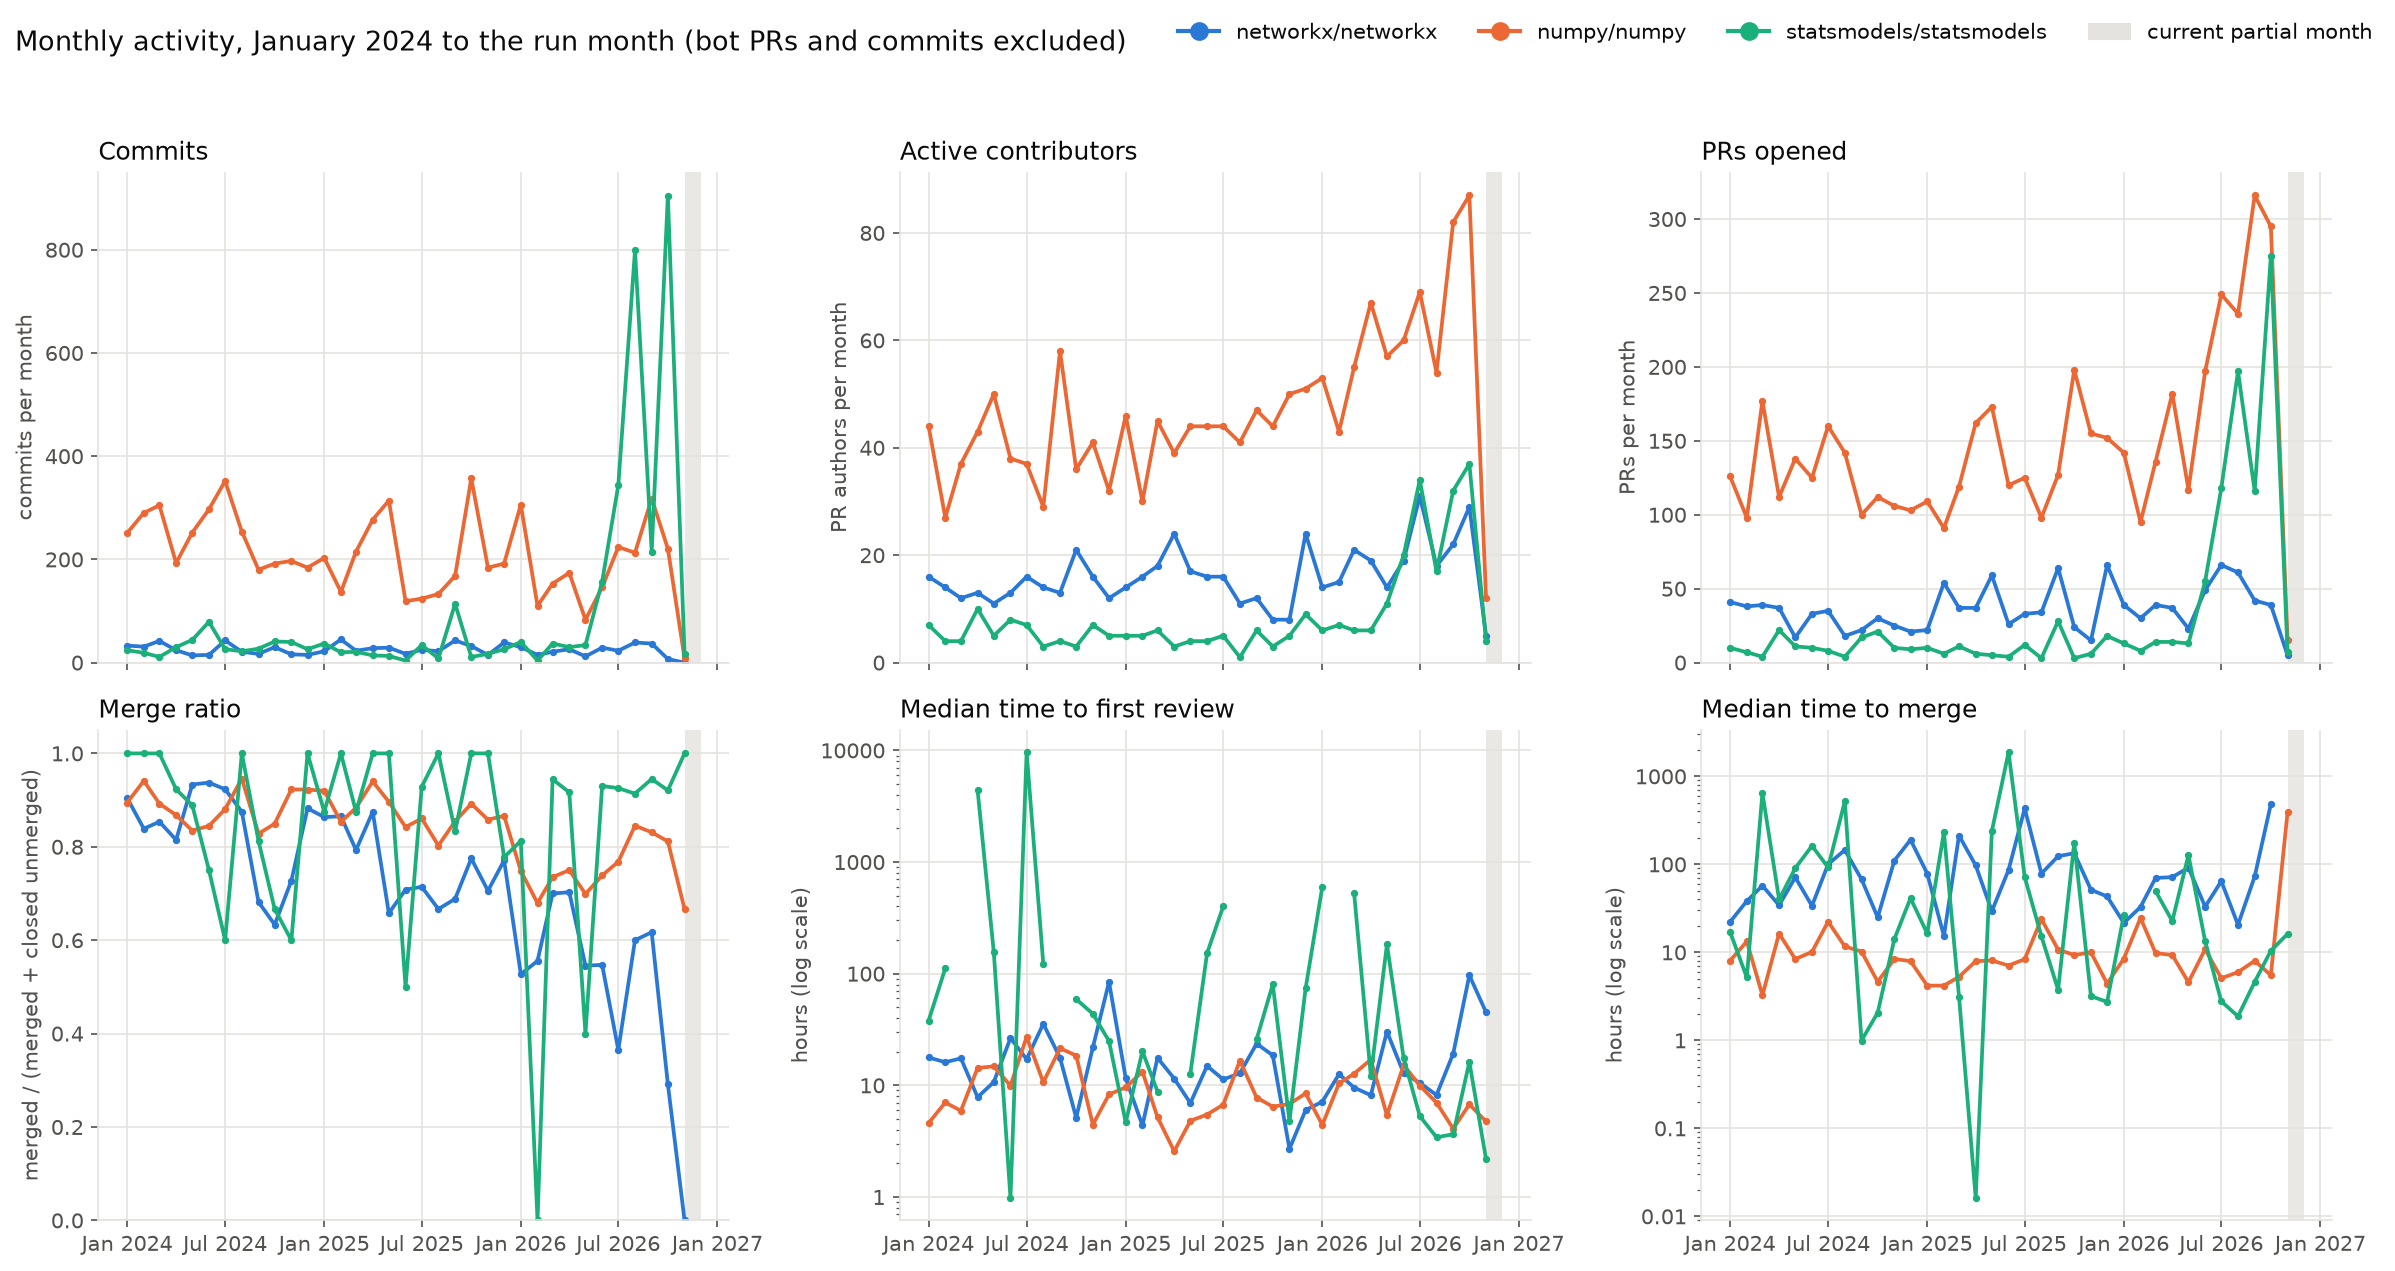 Monthly activity, January 2024 to the run month (bot PRs and commits excluded)
networkx/networkx
numpy/numpy
statsmodels/statsmodels
current partial month
Commits
commits per month
800
600
400
200
0
Active contributors
PR authors per month
80
60
40
20
0
PRs opened
PRs per month
300
250
200
150
100
50
0
Merge ratio
merged / (merged + closed unmerged)
1.0
0.8
0.6
0.4
0.2
0.0
Jan 2024 Jul 2024 Jan 2025 Jul 2025 Jan 2026 Jul 2026 Jan 2027
Median time to first review
hours (log scale)
10000
1000
100
10
1
Jan 2024 Jul 2024 Jan 2025 Jul 2025 Jan 2026 Jul 2026 Jan 2027
Median time to merge
hours (log scale)
1000
100
10
1
0.1
0.01
Jan 2024 Jul 2024 Jan 2025 Jul 2025 Jan 2026 Jul 2026 Jan 2027